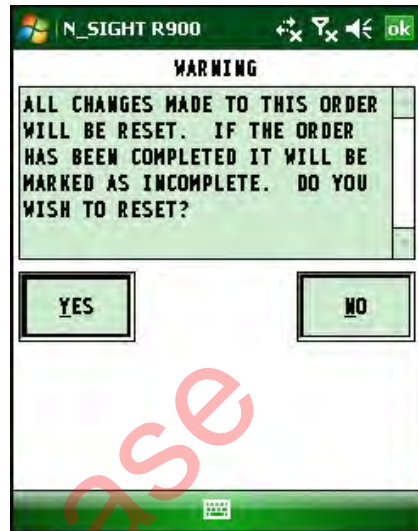 N_SIGHT R900 ok
WARNING
ALL CHANGES MADE TO THIS ORDER
WILL BE RESET. IF THE ORDER
HAS BEEN COMPLETED IT WILL BE
MARKED AS INCOMPLETE. DO YOU
WISH TO RESET?
YES NO
ase